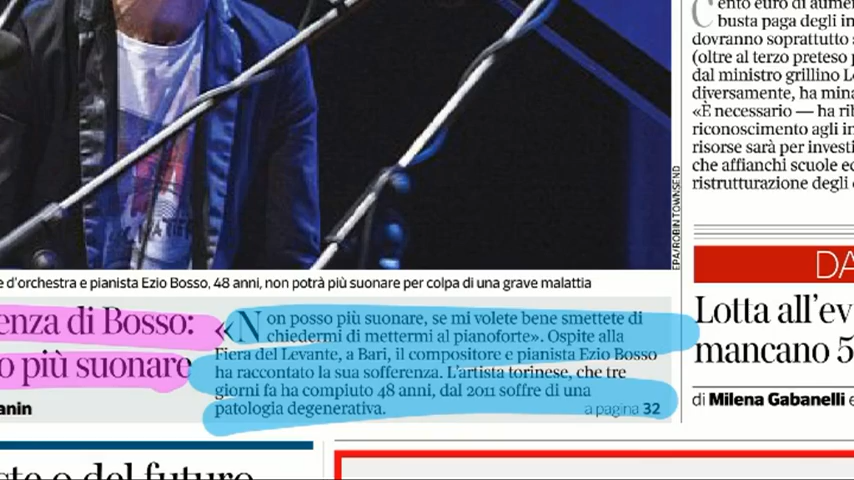 ento euro di aumen
busta paga degli in
dovranno soprattutto a
(oltre al terzo preteso p
dal ministro grillino Le
diversamente, ha mina
«È necessario — ha rib
riconoscimento agli in
risorse sarà per investi
che affianchi scuole ed
ristrutturazione degli e
EPA/ROBIN TOWNSEND
e d'orchestra e pianista Ezio Bosso, 48 anni, non potrà più suonare per colpa di una grave malattia
enza di Bosso:
o più suonare
anin
«Non posso più suonare, se mi volete bene smettete di
chiedermi di mettermi al pianoforte». Ospite alla
Fiera del Levante, a Bari, il compositore e pianista Ezio Bosso
ha raccontato la sua sofferenza. L'artista torinese, che tre
giorni fa ha compiuto 48 anni, dal 2011 soffre di una
patologia degenerativa.
a pagina 32
DA
Lotta all'ev
mancano 5
di Milena Gabanelli e
ste o del futuro